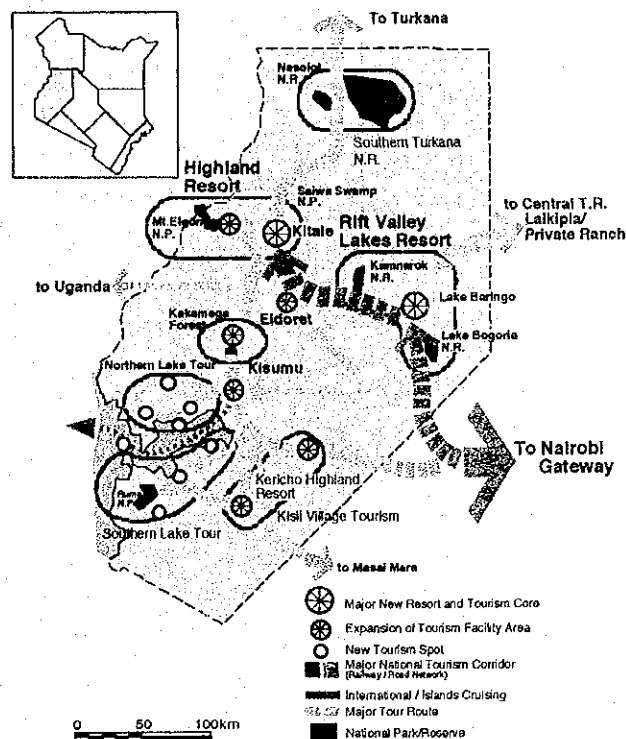 To Turkana
Nasolot
N.R.
Southern Turkana
N.R.
Highland
Resort
Saiwa Swamp
N.P.
Mt.Elgon
N.P.
Kitale
to Central T.R.
Laikipia/
Private Ranch
Rift Valley
Lakes Resort
Kamnarok
N.R.
to Uganda
Lake Baringo
Eldoret
Kakamega
Forest
Lake Bogoria
N.R.
Kisumu
Northern Lake Tour
To Nairobi
Gateway
Kericho Highland
Resort
Ruma
N.P.
Kisii Village Tourism
Southern Lake Tour
to Masai Mara
Major New Resort and Tourism Core
Expansion of Tourism Facility Area
New Tourism Spot
Major National Tourism Corridor
(Railway / Road Network)
International / Islands Cruising
Major Tour Route
National Park/Reserve
0 50 100km